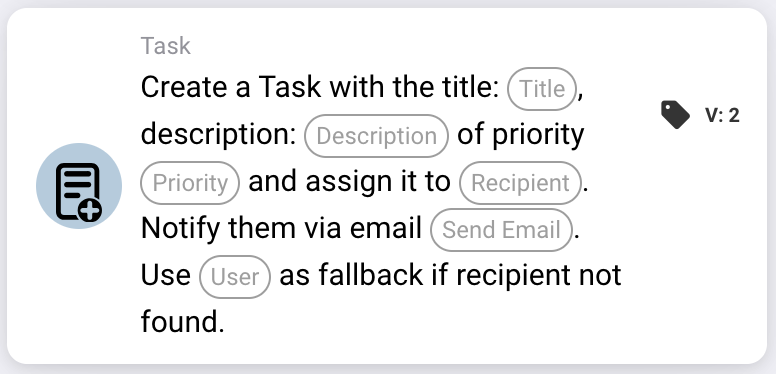 Task
Create a Task with the title: Title,
description: Description of priority
V: 2
Priority and assign it to Recipient.
Notify them via email Send Email.
Use User as fallback if recipient not
found.